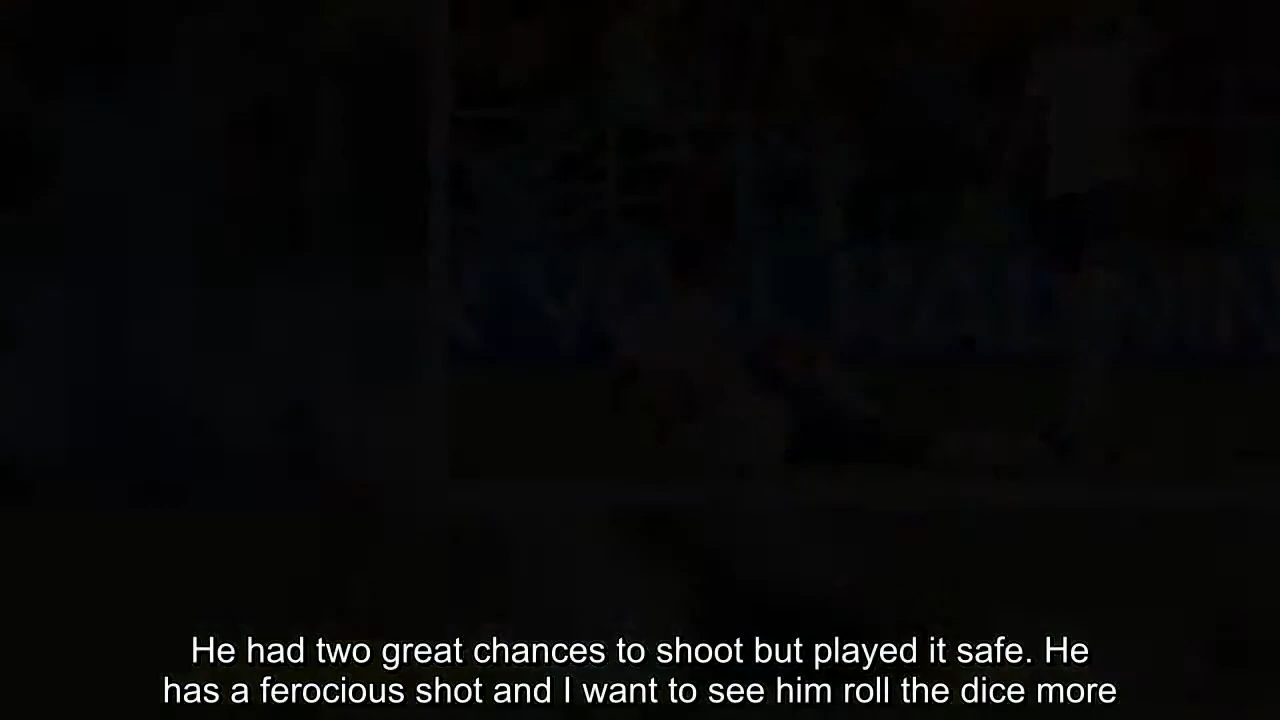 He had two great chances to shoot but played it safe. He
has a ferocious shot and I want to see him roll the dice more